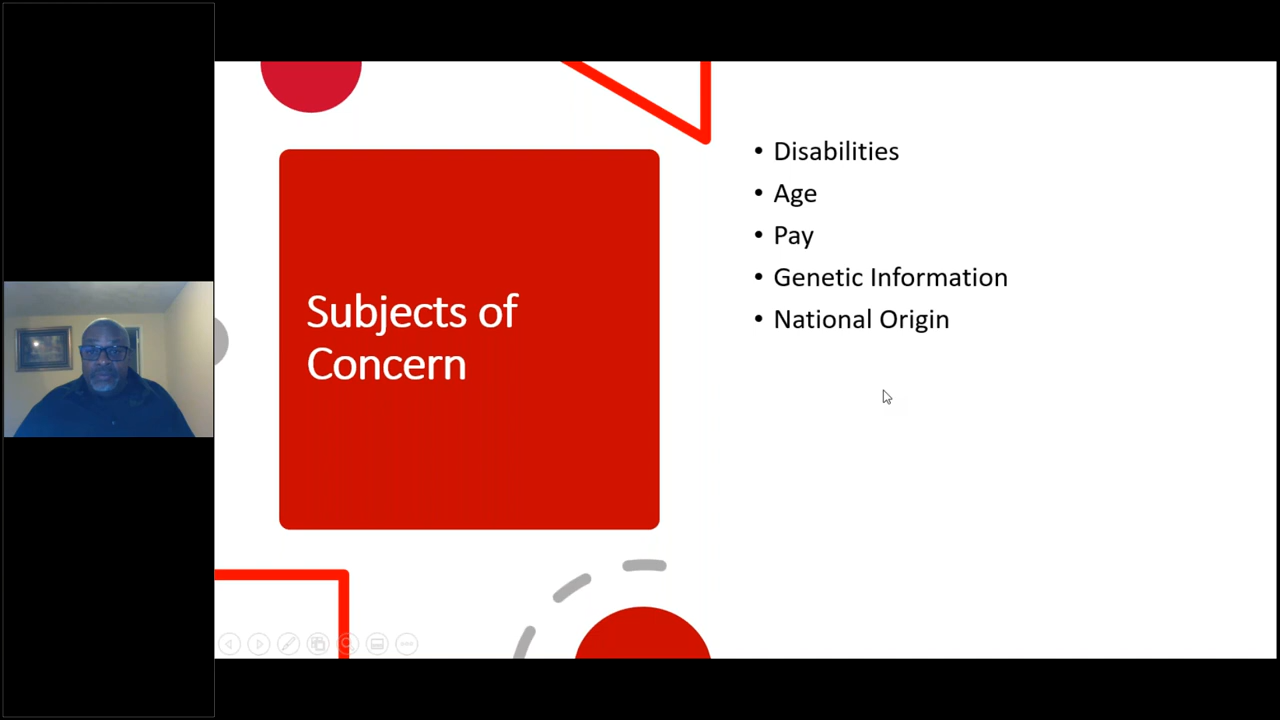 Subjects of
Concern
• Disabilities
• Age
• Pay
• Genetic Information
• National Origin